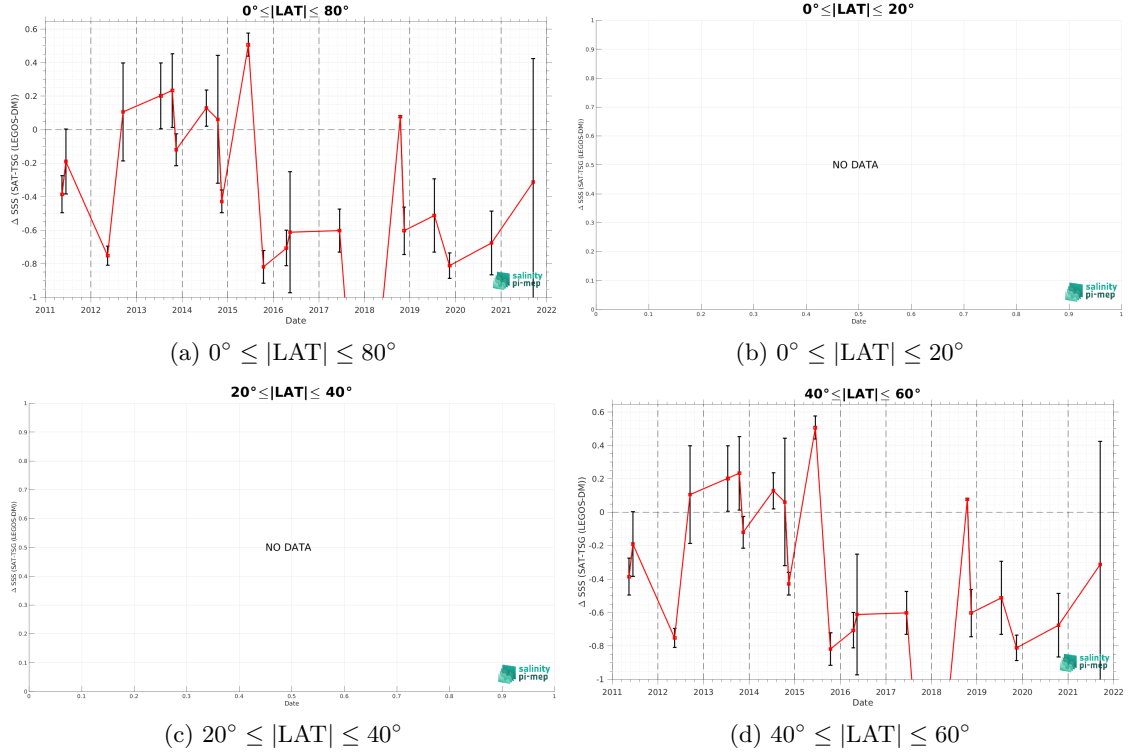 0°≤|LAT|≤ 80°
Δ SSS (SAT-TSG (LEGOS-DM))
0.6
0.4
0.2
0
-0.2
-0.4
-0.6
-0.8
-1
2011 2012 2013 2014 2015 2016 2017 2018 2019 2020 2021 2022
Date
salinity
pi-mep
(a) 0° ≤ |LAT| ≤ 80°
0°≤|LAT|≤ 20°
Δ SSS (SAT-TSG (LEGOS-DM))
1
0.9
0.8
0.7
0.6
0.5
0.4
0.3
0.2
0.1
0
NO DATA
0 0.1 0.2 0.3 0.4 0.5 0.6 0.7 0.8 0.9 1
Date
salinity
pi-mep
(b) 0° ≤ |LAT| ≤ 20°
20°≤|LAT|≤ 40°
Δ SSS (SAT-TSG (LEGOS-DM))
1
0.9
0.8
0.7
0.6
0.5
0.4
0.3
0.2
0.1
0
NO DATA
0 0.1 0.2 0.3 0.4 0.5 0.6 0.7 0.8 0.9 1
Date
salinity
pi-mep
(c) 20° ≤ |LAT| ≤ 40°
40°≤|LAT|≤ 60°
Δ SSS (SAT-TSG (LEGOS-DM))
0.6
0.4
0.2
0
-0.2
-0.4
-0.6
-0.8
-1
2011 2012 2013 2014 2015 2016 2017 2018 2019 2020 2021 2022
Date
salinity
pi-mep
(d) 40° ≤ |LAT| ≤ 60°